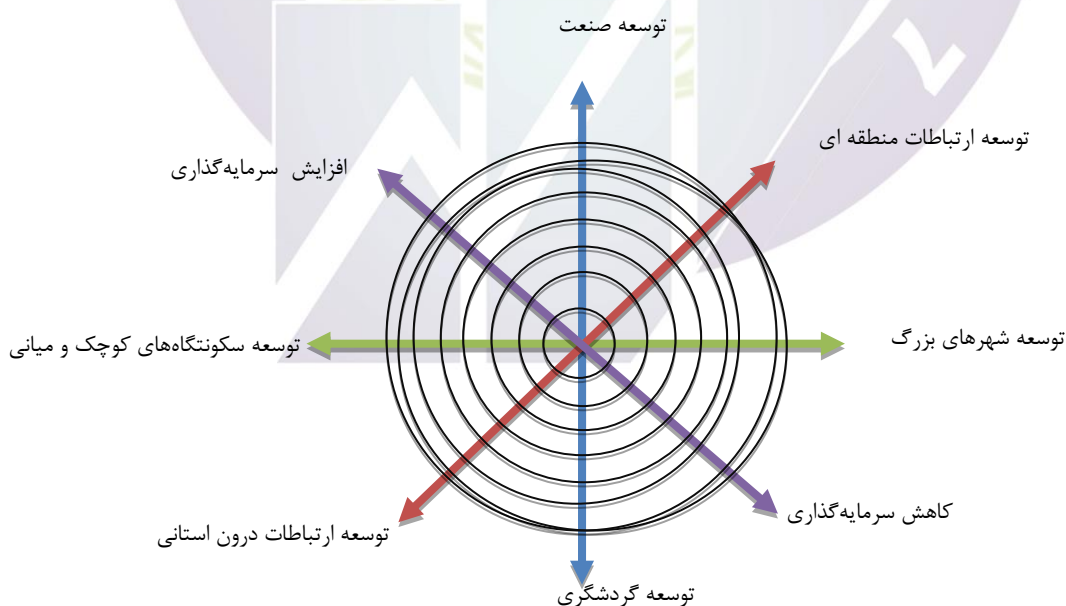 توسعه صنعت
توسعه ارتباطات منطقه ای
افزایش سرمایه‌گذاری
توسعه شهرهای بزرگ
توسعه سکونتگاه‌های کوچک و میانی
کاهش سرمایه‌گذاری
توسعه ارتباطات درون استانی
توسعه گردشگری